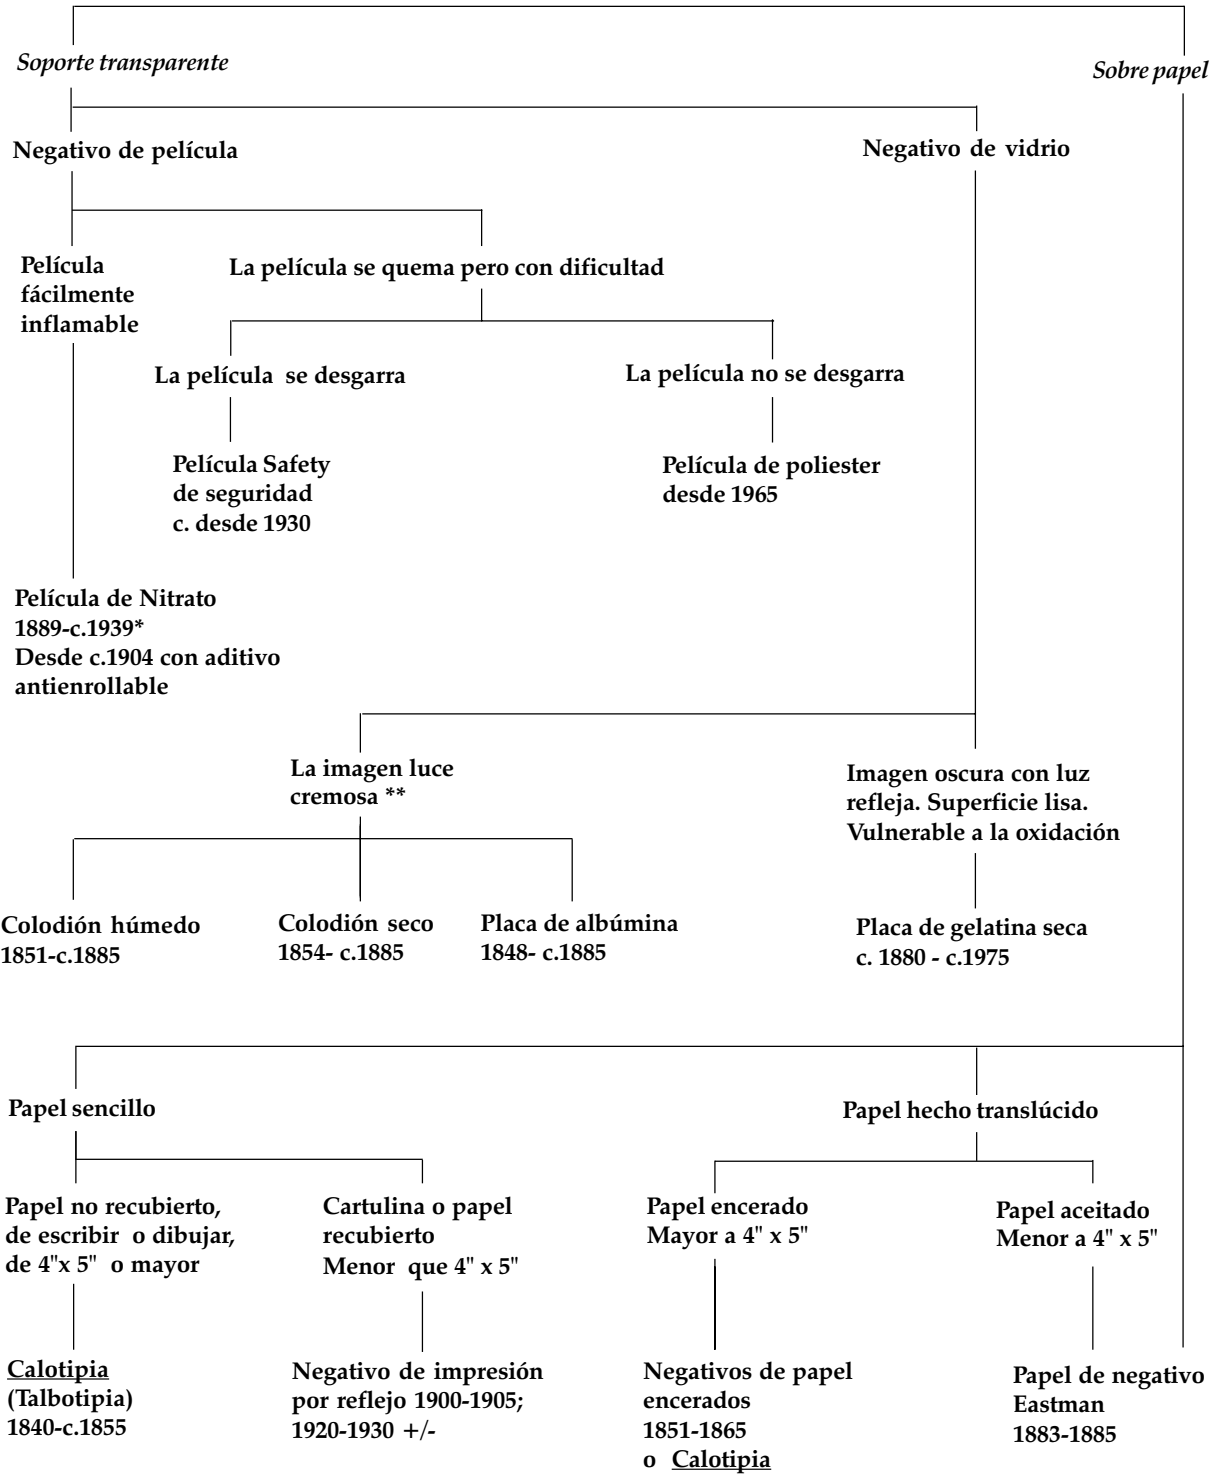 Soporte transparente
Sobre papel
Negativo de película
Negativo de vidrio
Película
fácilmente
inflamable
La película se quema pero con dificultad
La película se desgarra
La película no se desgarra
Película Safety
de seguridad
c. desde 1930
Película de poliester
desde 1965
Película de Nitrato
1889-c.1939*
Desde c.1904 con aditivo
antienrollable
La imagen luce
cremosa **
Imagen oscura con luz
refleja. Superficie lisa.
Vulnerable a la oxidación
Colodión húmedo
1851-c.1885
Colodión seco
1854- c.1885
Placa de albúmina
1848- c.1885
Placa de gelatina seca
c. 1880 - c.1975
Papel sencillo
Papel hecho translúcido
Papel no recubierto,
de escribir o dibujar,
de 4"x 5" o mayor
Cartulina o papel
recubierto
Menor que 4" x 5"
Papel encerado
Mayor a 4" x 5"
Papel aceitado
Menor a 4" x 5"
Calotipia
(Talbotipia)
1840-c.1855
Negativo de impresión
por reflejo 1900-1905;
1920-1930 +/-
Negativos de papel
encerados
1851-1865
o Calotipia
Papel de negativo
Eastman
1883-1885